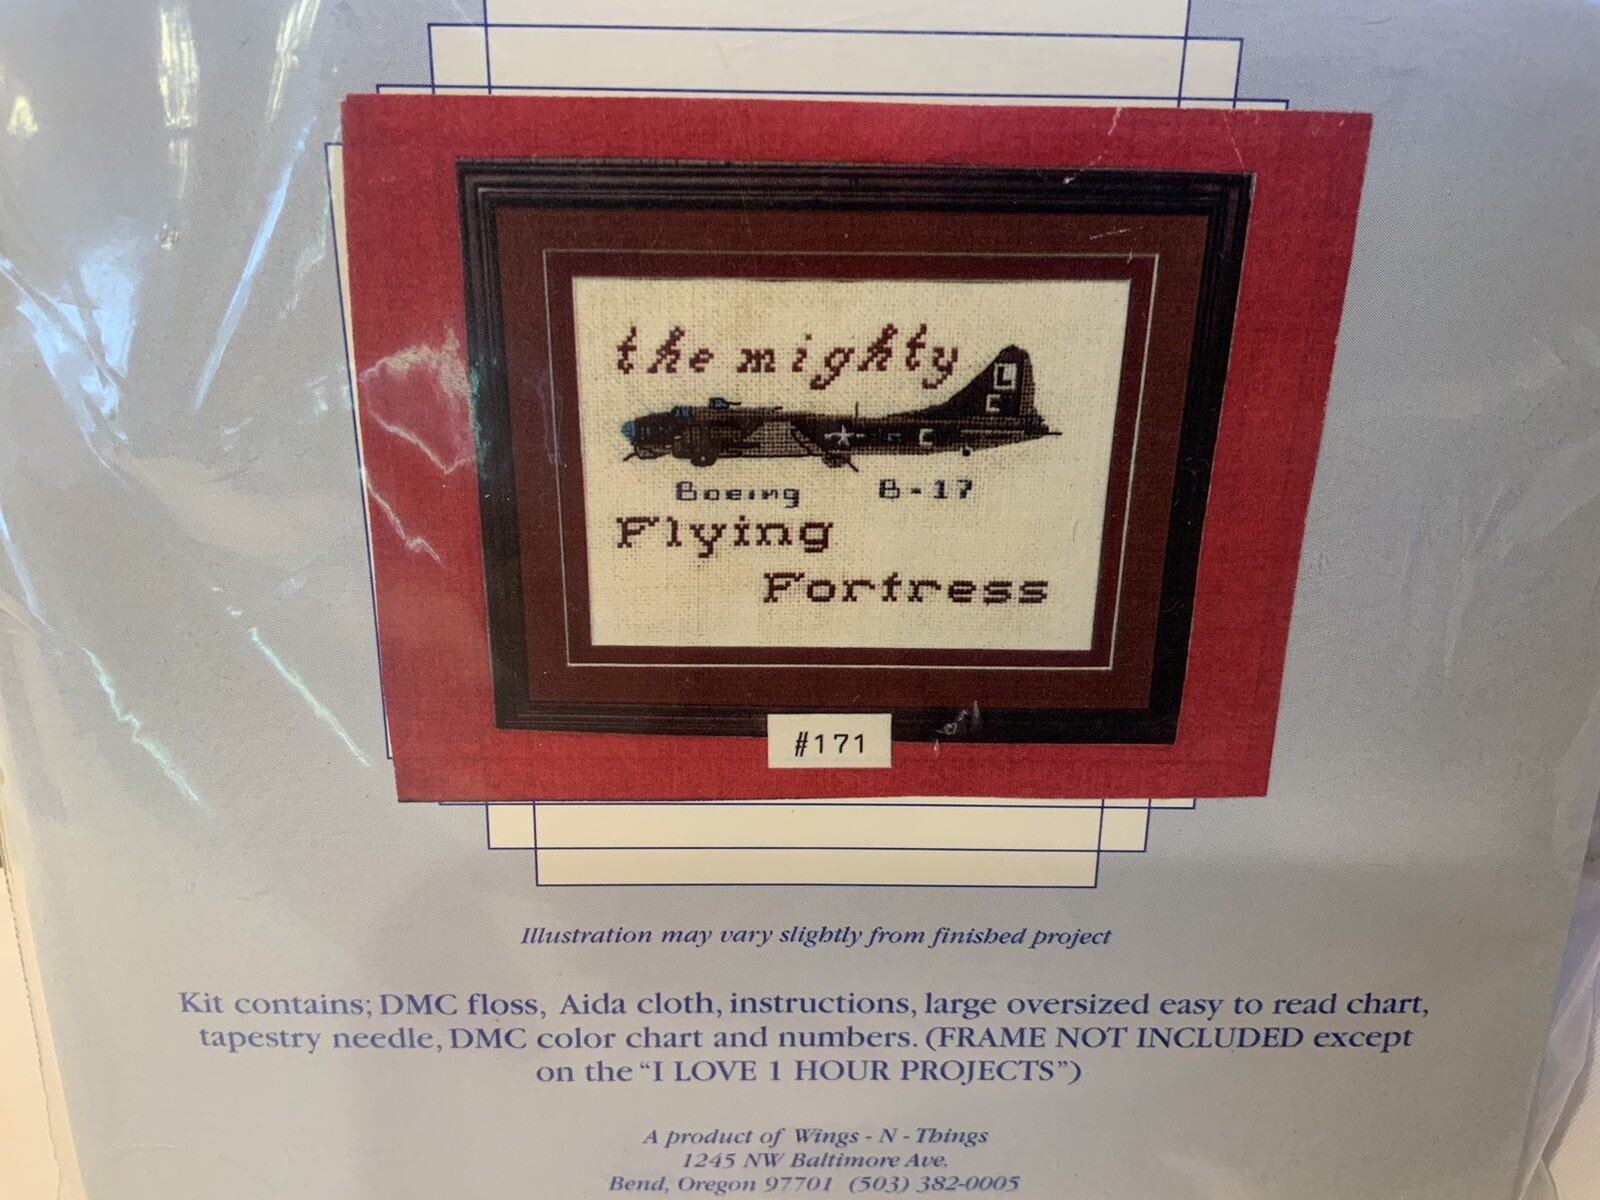 the mighty
L
C
C
Boeing B-17
Flying
Fortress
#171
Illustration may vary slightly from finished project
Kit contains; DMC floss, Aida cloth, instructions, large oversized easy to read chart,
tapestry needle, DMC color chart and numbers. (FRAME NOT INCLUDED except
on the "I LOVE 1 HOUR PROJECTS")
A product of Wings - N - Things
1245 NW Baltimore Ave.
Bend, Oregon 97701 (503) 382-0005